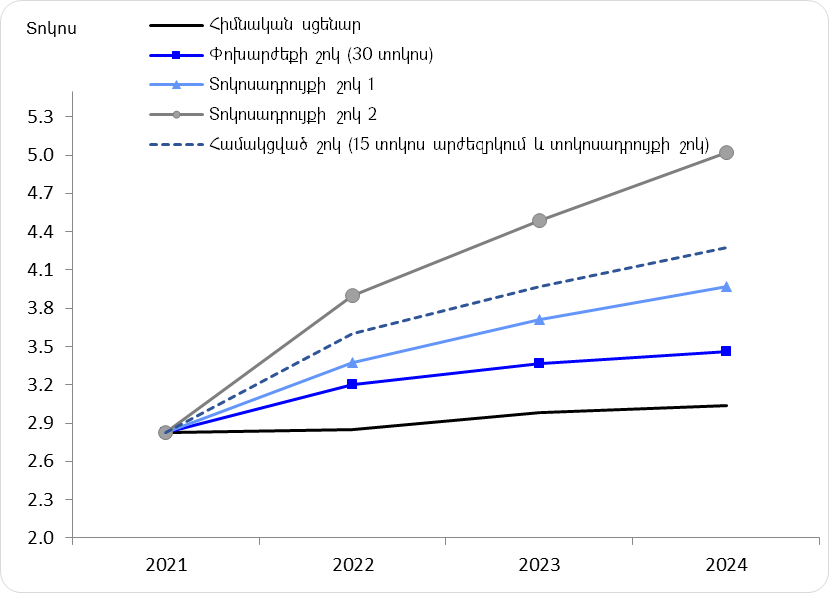 Տոկոս
Հիմնական սցենար
Փոխարժեքի շոկ (30 տոկոս)
Տոկոսադրույքի շոկ 1
Տոկոսադրույքի շոկ 2
Համակցված շոկ (15 տոկոս արժեզրկում և տոկոսադրույքի շոկ)
5.3
5.0
4.7
4.4
4.1
3.8
3.5
3.2
2.9
2.6
2.3
2.0
2021 2022 2023 2024